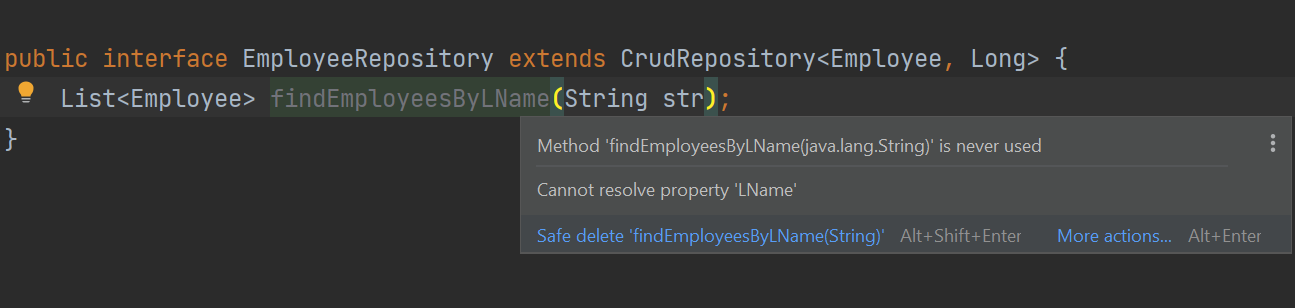 public interface EmployeeRepository extends CrudRepository<Employee, Long> {
List<Employee> findEmployeesByLName(String str);
}
Method 'findEmployeesByLName(java.lang.String)' is never used
Cannot resolve property 'LName'
Safe delete 'findEmployeesByLName(String)' Alt+Shift+Enter More actions... Alt+Enter